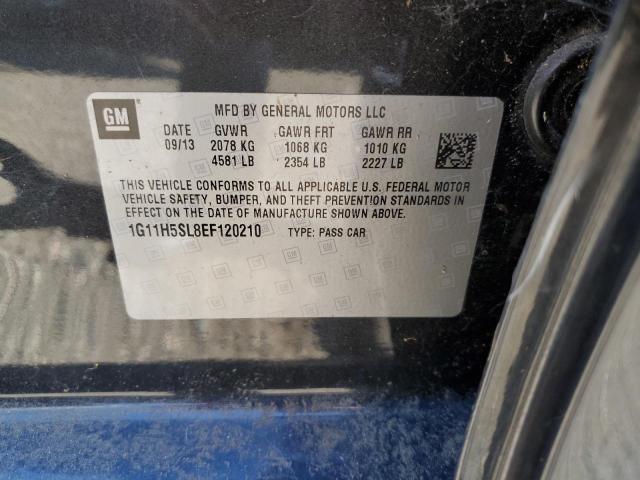 GM
MFD BY GENERAL MOTORS LLC
DATE GVWR GAWR FRT GAWR RR
09/13 2078 KG 1068 KG 1010 KG
4581 LB 2354 LB 2227 LB
THIS VEHICLE CONFORMS TO ALL APPLICABLE U.S. FEDERAL MOTOR
VEHICLE SAFETY, BUMPER, AND THEFT PREVENTION STANDARDS IN
EFFECT ON THE DATE OF MANUFACTURE SHOWN ABOVE.
1G11H5SL8EF120210 TYPE: PASS CAR